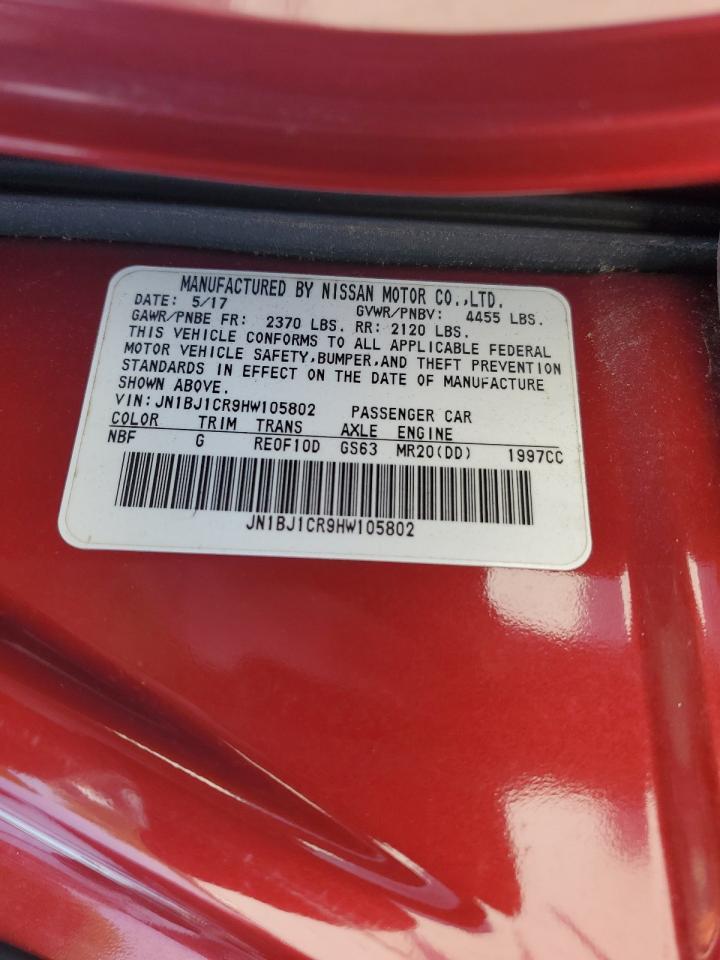 MANUFACTURED BY NISSAN MOTOR CO.,LTD.
DATE: 5/17 GVWR/PNBV: 4455 LBS.
GAWR/PNBE FR: 2370 LBS. RR: 2120 LBS.
THIS VEHICLE CONFORMS TO ALL APPLICABLE FEDERAL
MOTOR VEHICLE SAFETY,BUMPER,AND THEFT PREVENTION
STANDARDS IN EFFECT ON THE DATE OF MANUFACTURE
SHOWN ABOVE.
VIN:JN1BJ1CR9HW105802 PASSENGER CAR
COLOR TRIM TRANS AXLE ENGINE
NBF G RE0F10D GS63 MR20(DD) 1997CC
JN1BJ1CR9HW105802